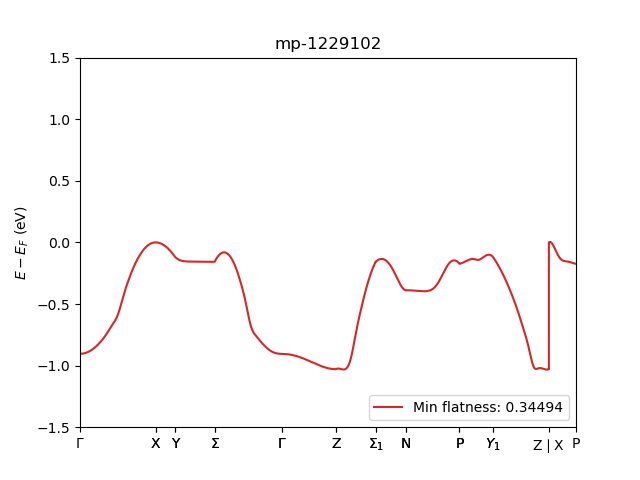 mp-1229102
1.5
1.0
0.5
0.0
−0.5
−1.0
−1.5
E − E_F (eV)
Min flatness: 0.34494
Γ X Y Σ Γ Z Σ₁ N P Y₁ Z | X P